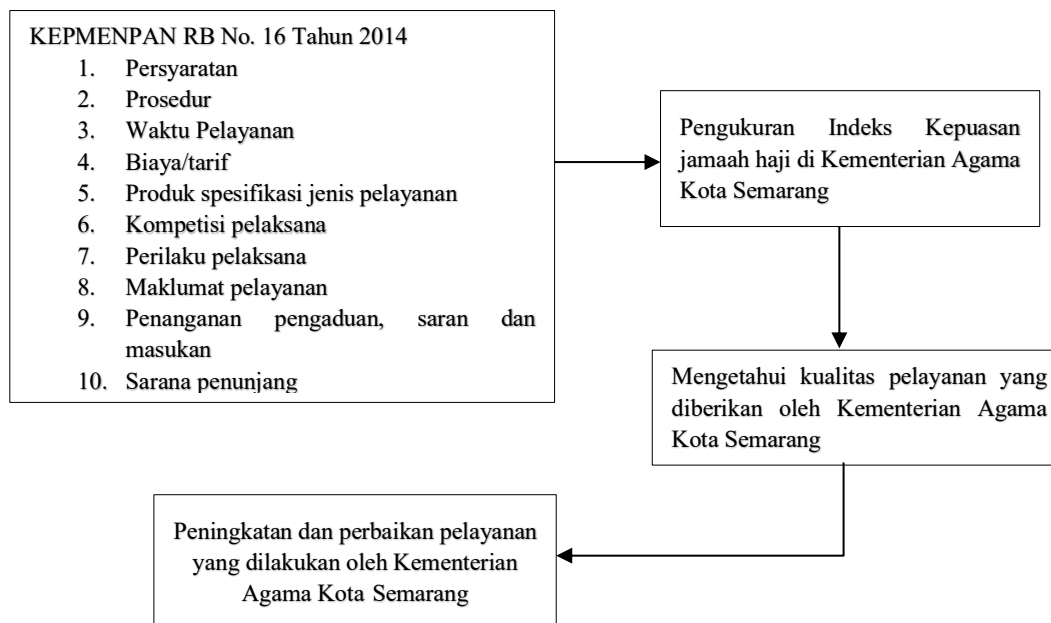 KEPMENPAN RB No. 16 Tahun 2014
1. Persyaratan
2. Prosedur
3. Waktu Pelayanan
4. Biaya/tarif
5. Produk spesifikasi jenis pelayanan
6. Kompetisi pelaksana
7. Perilaku pelaksana
8. Maklumat pelayanan
9. Penanganan pengaduan, saran dan
masukan
10. Sarana penunjang
Pengukuran Indeks Kepuasan
jamaah haji di Kementerian Agama
Kota Semarang
Mengetahui kualitas pelayanan yang
diberikan oleh Kementerian Agama
Kota Semarang
Peningkatan dan perbaikan pelayanan
yang dilakukan oleh Kementerian
Agama Kota Semarang